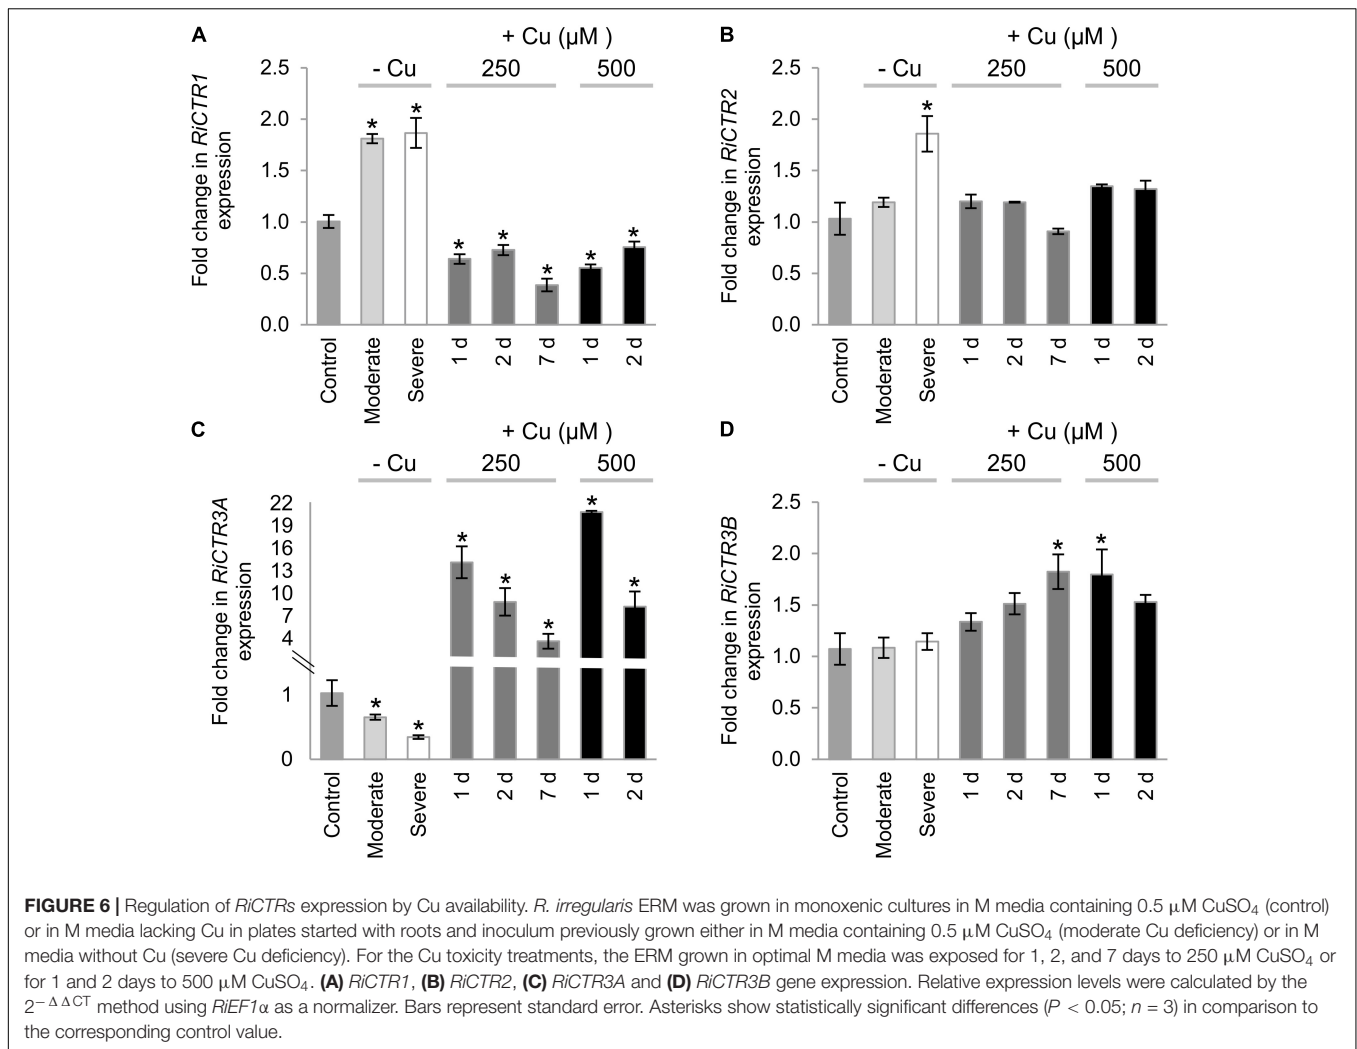 A
+ Cu (µM )
- Cu 250 500
Fold change in RiCTR1
expression
2.5
2.0
1.5
1.0
0.5
0.0
* * * * * * *
Control Moderate Severe 1 d 2 d 7 d 1 d 2 d
B
+ Cu (µM )
- Cu 250 500
Fold change in RiCTR2
expression
2.5
2.0
1.5
1.0
0.5
0.0
*
Control Moderate Severe 1 d 2 d 7 d 1 d 2 d
C
+ Cu (µM )
- Cu 250 500
Fold change in RiCTR3A
expression
22
19
16
13
10
7
4
1
0
* * * * * * *
Control Moderate Severe 1 d 2 d 7 d 1 d 2 d
D
+ Cu (µM )
- Cu 250 500
Fold change in RiCTR3B
expression
2.5
2.0
1.5
1.0
0.5
0.0
* *
Control Moderate Severe 1 d 2 d 7 d 1 d 2 d
FIGURE 6 | Regulation of RiCTRs expression by Cu availability. R. irregularis ERM was grown in monoxenic cultures in M media containing 0.5 µM CuSO₄ (control)
or in M media lacking Cu in plates started with roots and inoculum previously grown either in M media containing 0.5 µM CuSO₄ (moderate Cu deficiency) or in M
media without Cu (severe Cu deficiency). For the Cu toxicity treatments, the ERM grown in optimal M media was exposed for 1, 2, and 7 days to 250 µM CuSO₄ or
for 1 and 2 days to 500 µM CuSO₄. (A) RiCTR1, (B) RiCTR2, (C) RiCTR3A and (D) RiCTR3B gene expression. Relative expression levels were calculated by the
2^−ΔΔCT method using RiEF1α as a normalizer. Bars represent standard error. Asterisks show statistically significant differences (P < 0.05; n = 3) in comparison to
the corresponding control value.